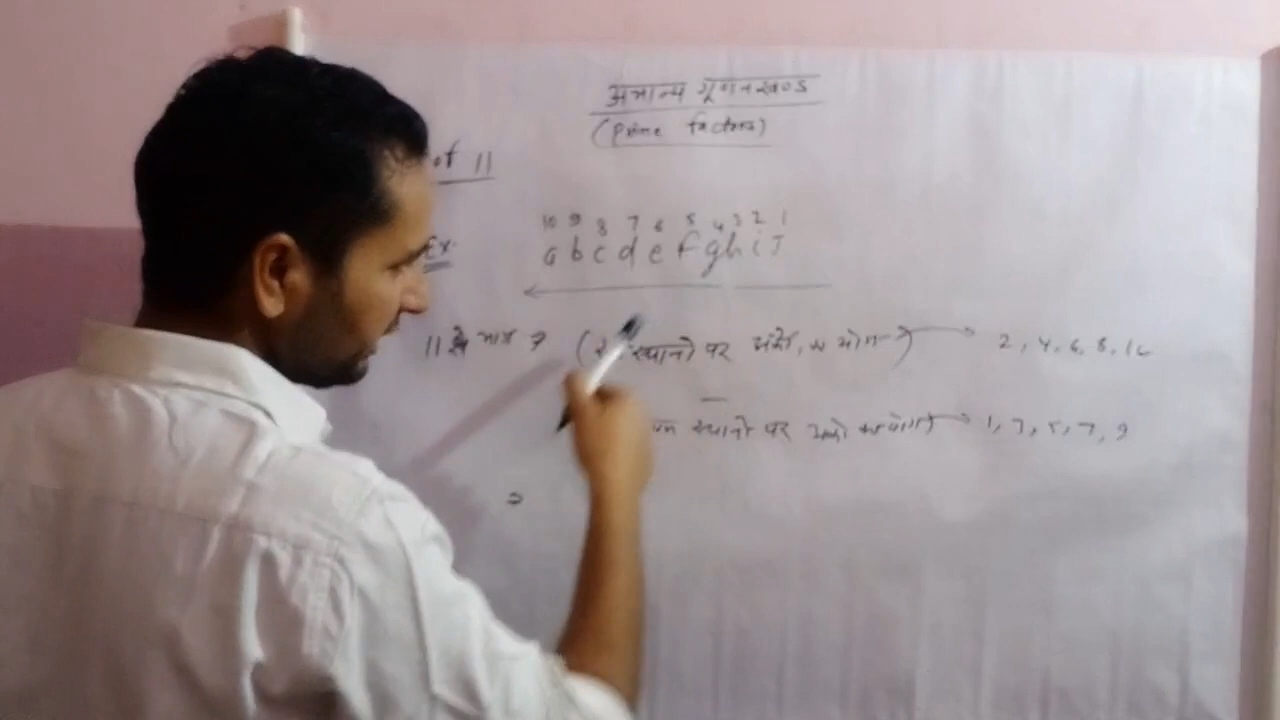 अभाज्य गुणनखण्ड
(Prime factors)
of 11
10 9 8 7 6 5 4 3 2 1
Ex. a b c d e f g h i J
11 से भाग → स्थानो पर अंको का योग) → 2, 4, 6, 8, 10
—
स्थानो पर अंको का योग) → 1, 3, 5, 7, 9